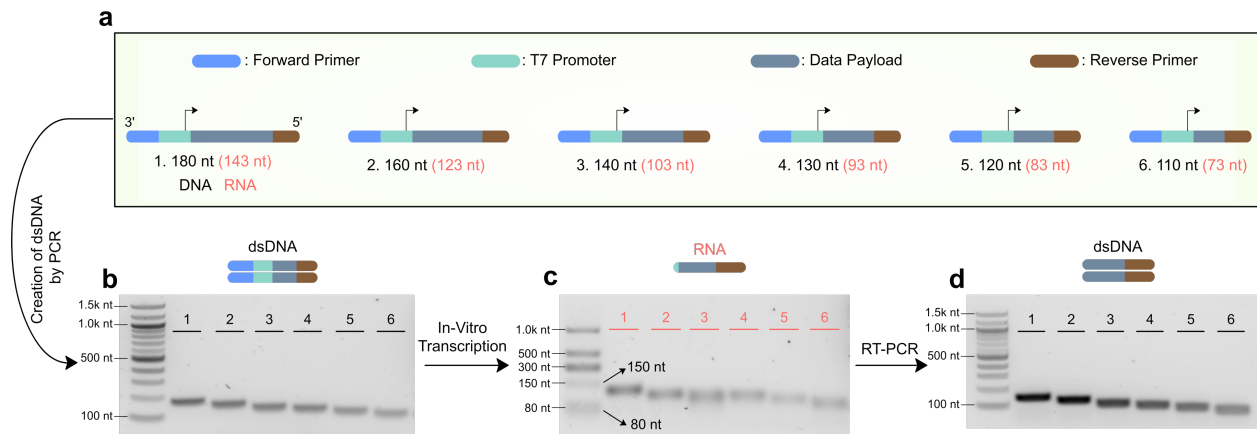 a
: Forward Primer
: T7 Promoter
: Data Payload
: Reverse Primer
3'
5'
1. 180 nt (143 nt)
DNA RNA
2. 160 nt (123 nt)
3. 140 nt (103 nt)
4. 130 nt (93 nt)
5. 120 nt (83 nt)
6. 110 nt (73 nt)
Creation of dsDNA
by PCR
b
dsDNA
1.5k nt
1.0k nt
500 nt
100 nt
1 2 3 4 5 6
In-Vitro
Transcription
c
RNA
1.0k nt
500 nt
300 nt
150 nt
80 nt
1 2 3 4 5 6
150 nt
80 nt
RT-PCR
d
dsDNA
1.5k nt
1.0k nt
500 nt
100 nt
1 2 3 4 5 6